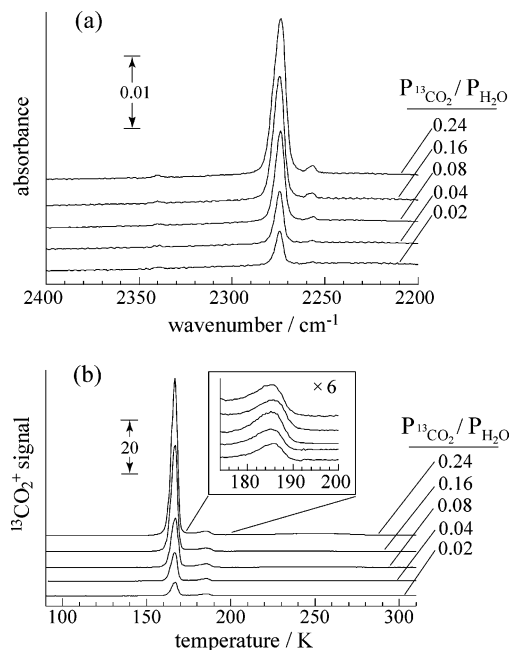 (a)
0.01
absorbance
P13CO2 / PH2O
0.24
0.16
0.08
0.04
0.02
2400 2350 2300 2250 2200
wavenumber / cm-1
(b)
× 6
180 190 200
20
13CO2+ signal
P13CO2 / PH2O
0.24
0.16
0.08
0.04
0.02
100 150 200 250 300
temperature / K